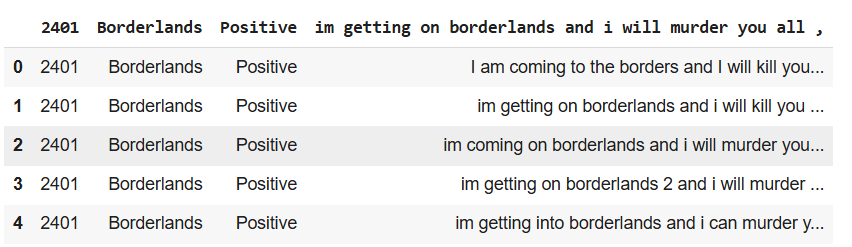 2401 Borderlands Positive im getting on borderlands and i will murder you all ,
0 2401 Borderlands Positive I am coming to the borders and I will kill you...
1 2401 Borderlands Positive im getting on borderlands and i will kill you ...
2 2401 Borderlands Positive im coming on borderlands and i will murder you...
3 2401 Borderlands Positive im getting on borderlands 2 and i will murder ...
4 2401 Borderlands Positive im getting into borderlands and i can murder y...